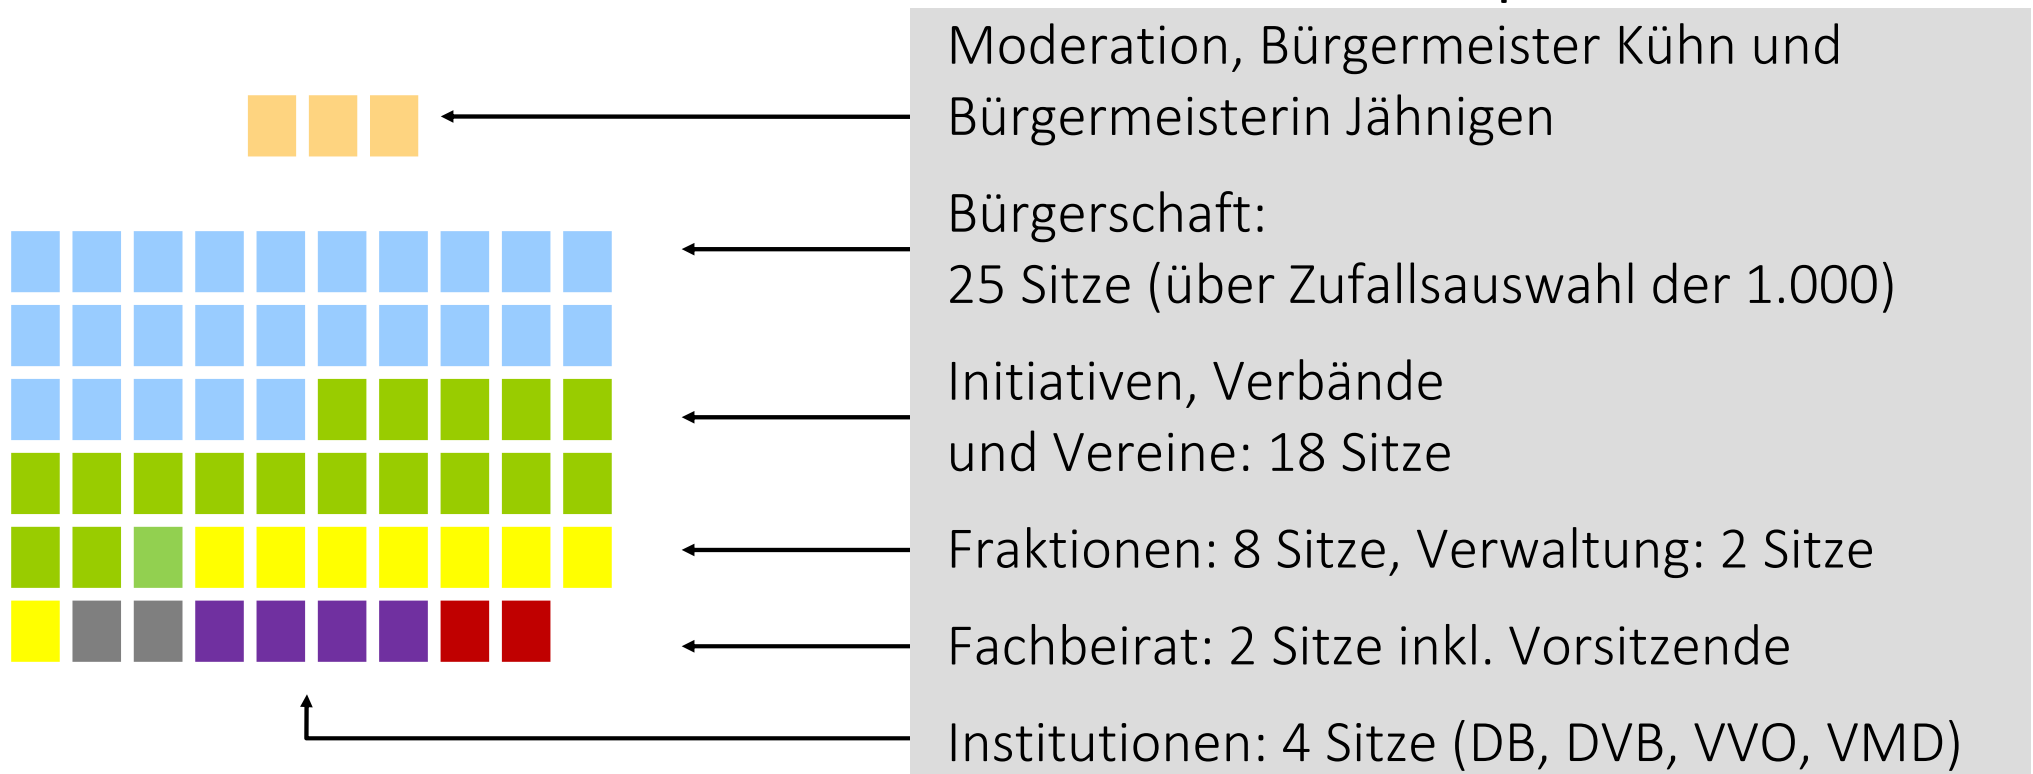 Moderation, Bürgermeister Kühn und
Bürgermeisterin Jähnigen
Bürgerschaft:
25 Sitze (über Zufallsauswahl der 1.000)
Initiativen, Verbände
und Vereine: 18 Sitze
Fraktionen: 8 Sitze, Verwaltung: 2 Sitze
Fachbeirat: 2 Sitze inkl. Vorsitzende
Institutionen: 4 Sitze (DB, DVB, VVO, VMD)